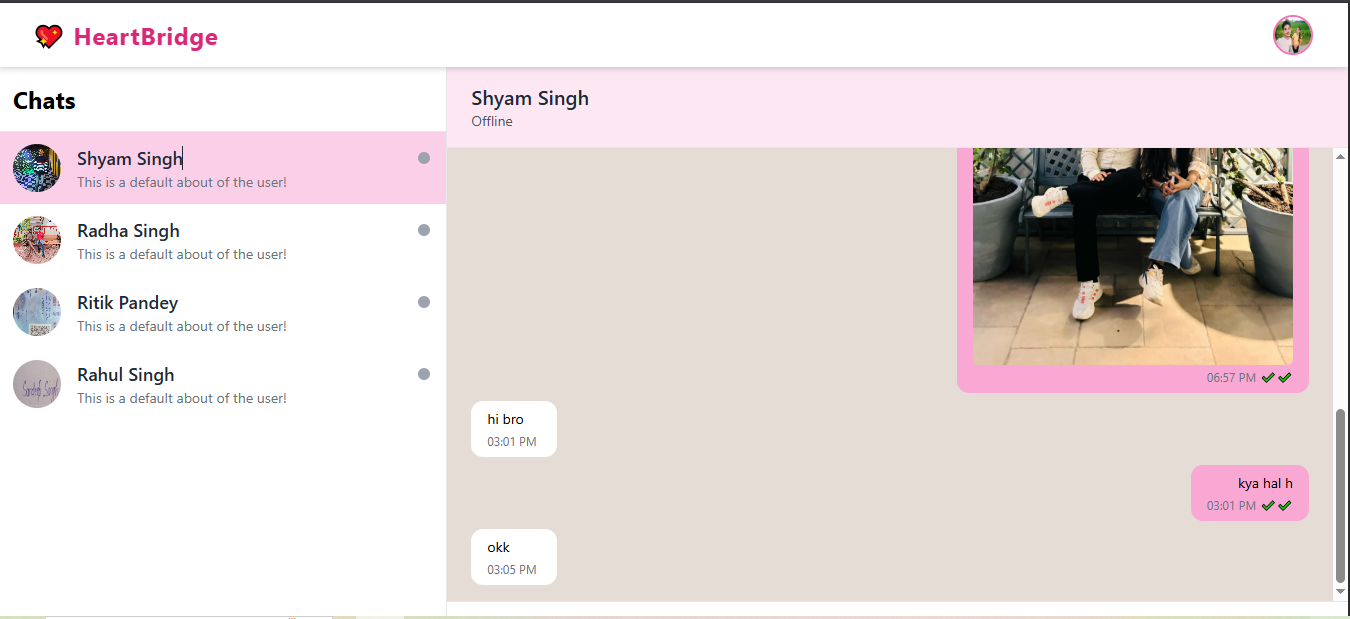 HeartBridge
Chats
Shyam Singh
This is a default about of the user!
Radha Singh
This is a default about of the user!
Ritik Pandey
This is a default about of the user!
Rahul Singh
This is a default about of the user!
Shyam Singh
Offline
06:57 PM ✔✔
hi bro
03:01 PM
kya hal h
03:01 PM ✔✔
okk
03:05 PM